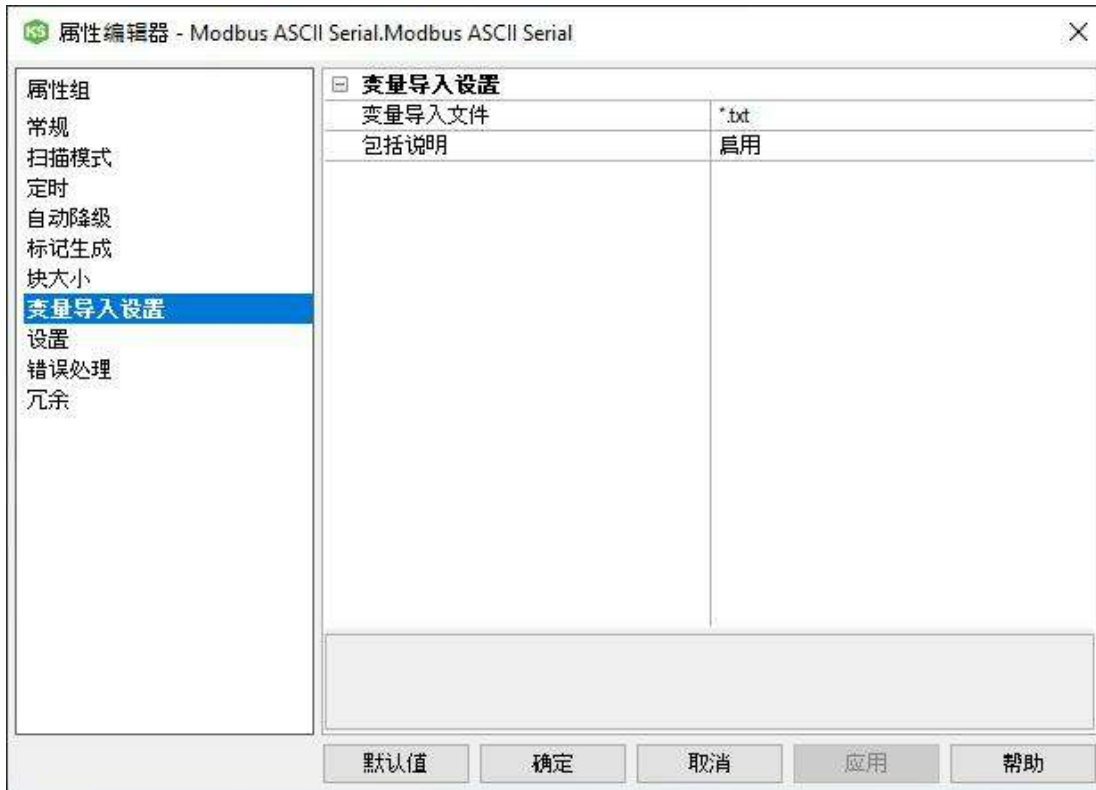 KS 属性编辑器 - Modbus ASCII Serial.Modbus ASCII Serial
属性组
常规
扫描模式
定时
自动降级
标记生成
块大小
变量导入设置
设置
错误处理
冗余
变量导入设置
变量导入文件 *.txt
包括说明 启用
默认值 确定 取消 应用 帮助